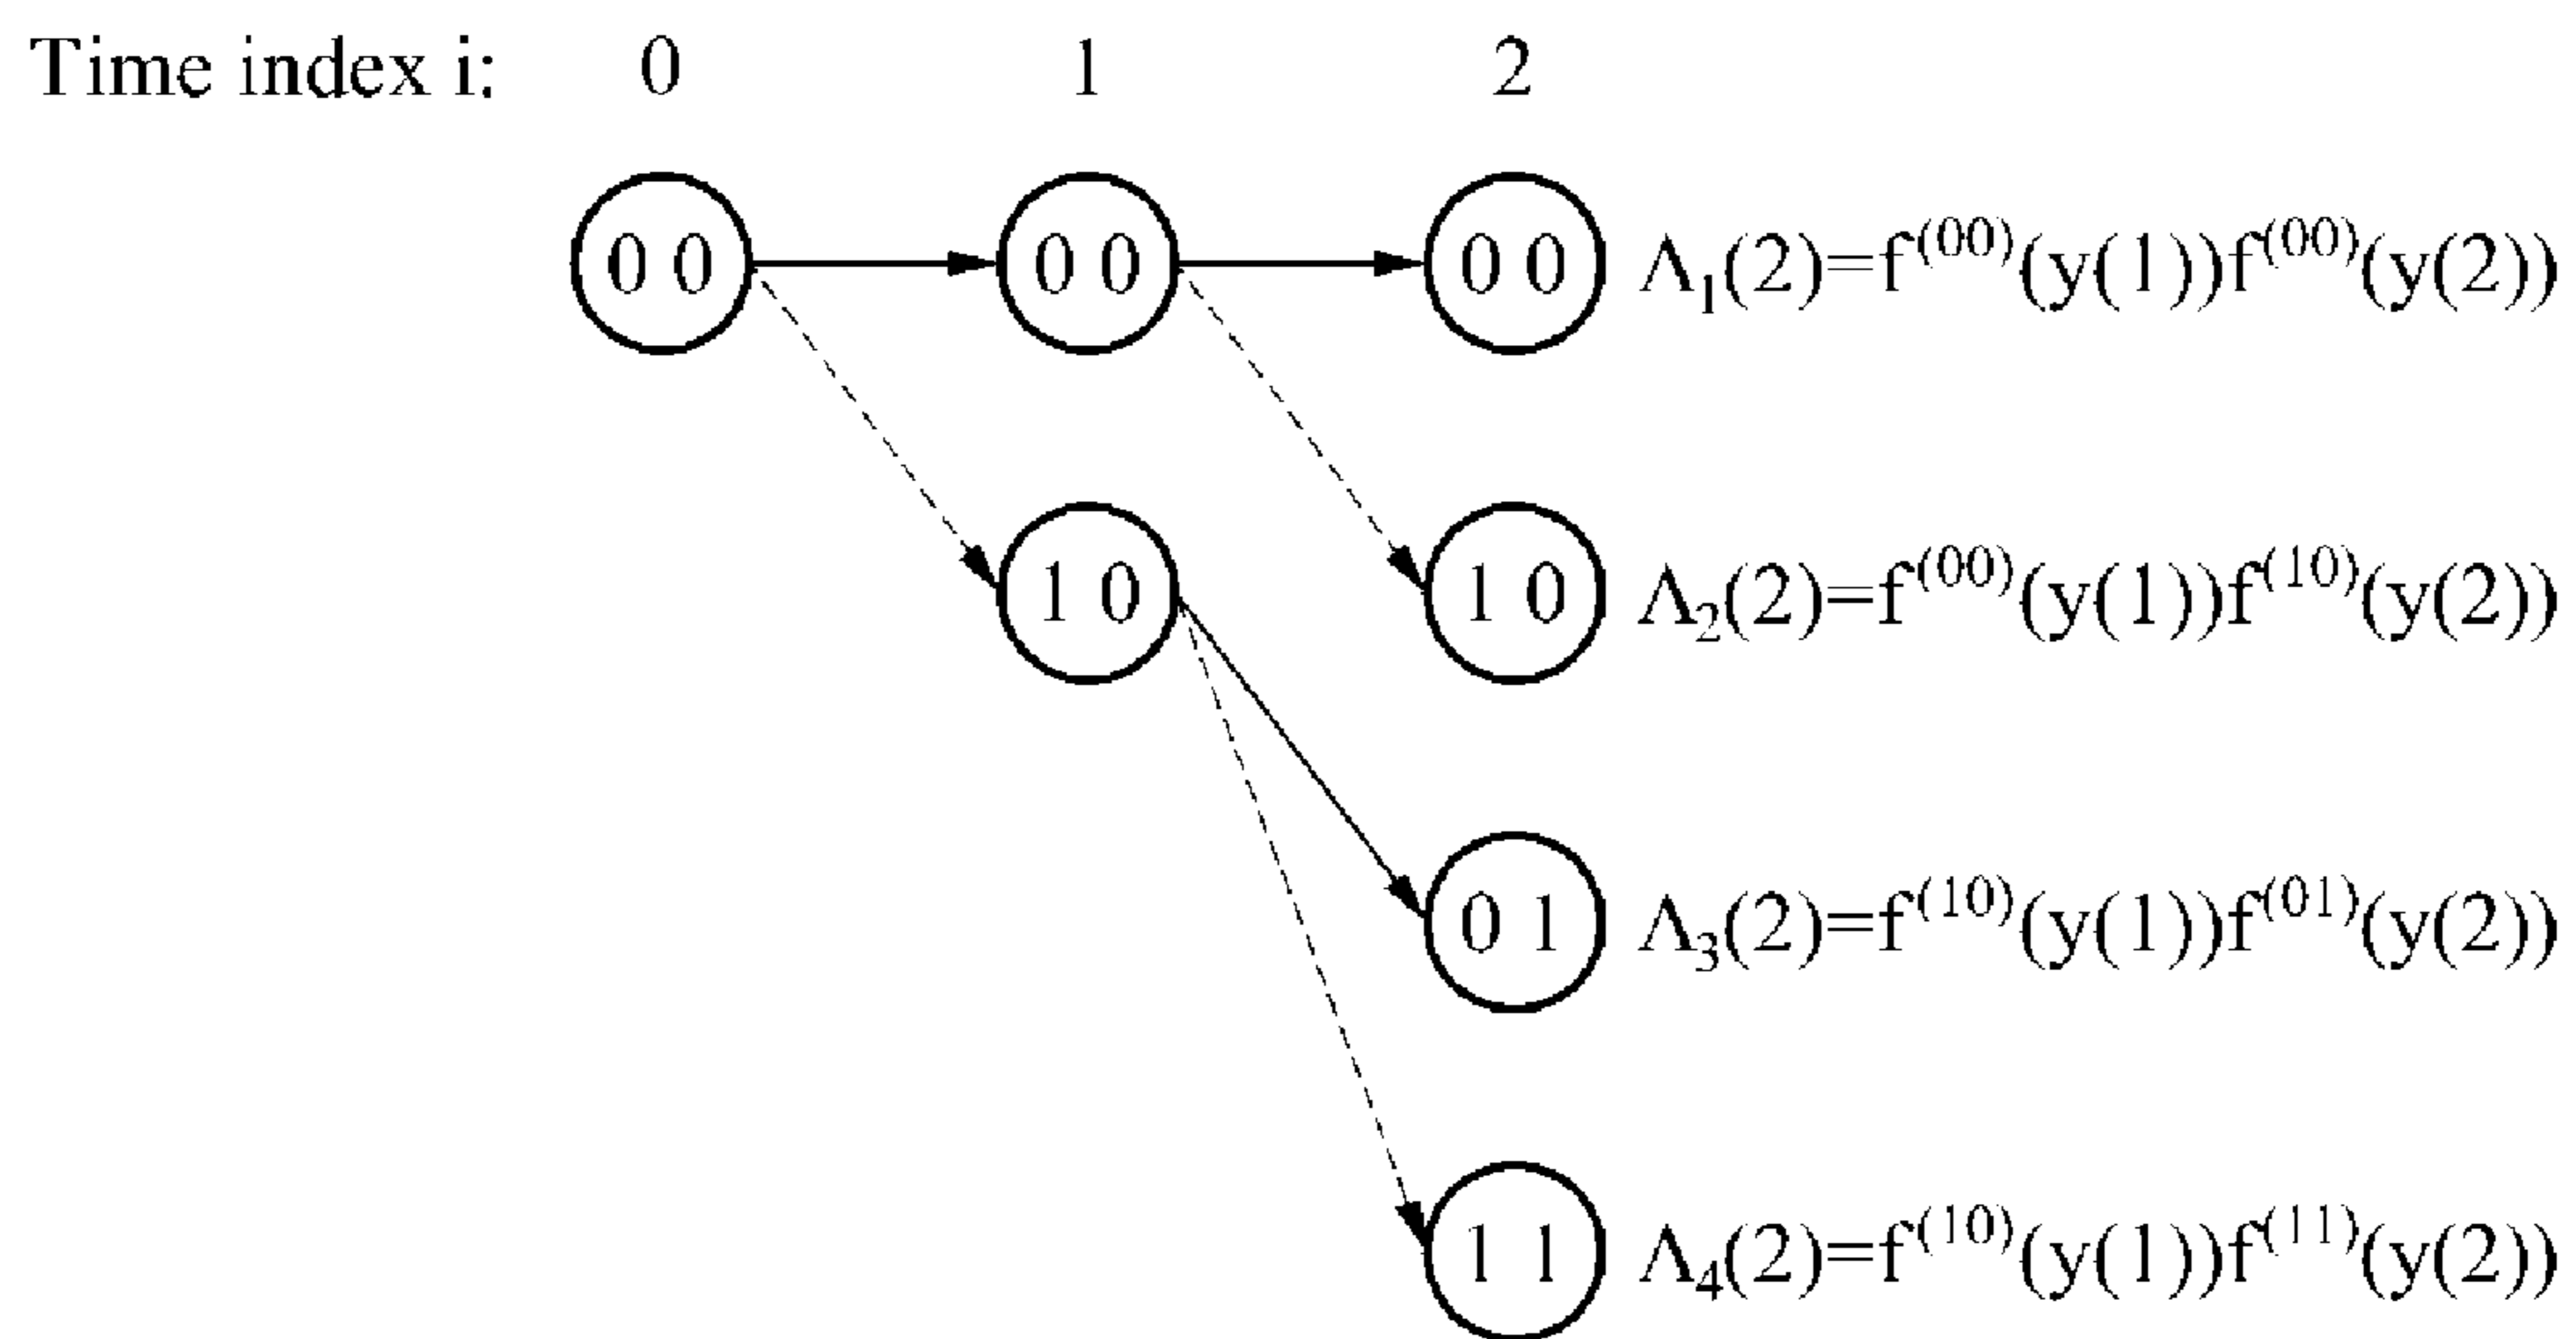 Time index i: 0 1 2
0 0 0 0 0 0 Λ₁(2)=f⁽⁰⁰⁾(y(1))f⁽⁰⁰⁾(y(2))
1 0 1 0 Λ₂(2)=f⁽⁰⁰⁾(y(1))f⁽¹⁰⁾(y(2))
0 1 Λ₃(2)=f⁽¹⁰⁾(y(1))f⁽⁰¹⁾(y(2))
1 1 Λ₄(2)=f⁽¹⁰⁾(y(1))f⁽¹¹⁾(y(2))